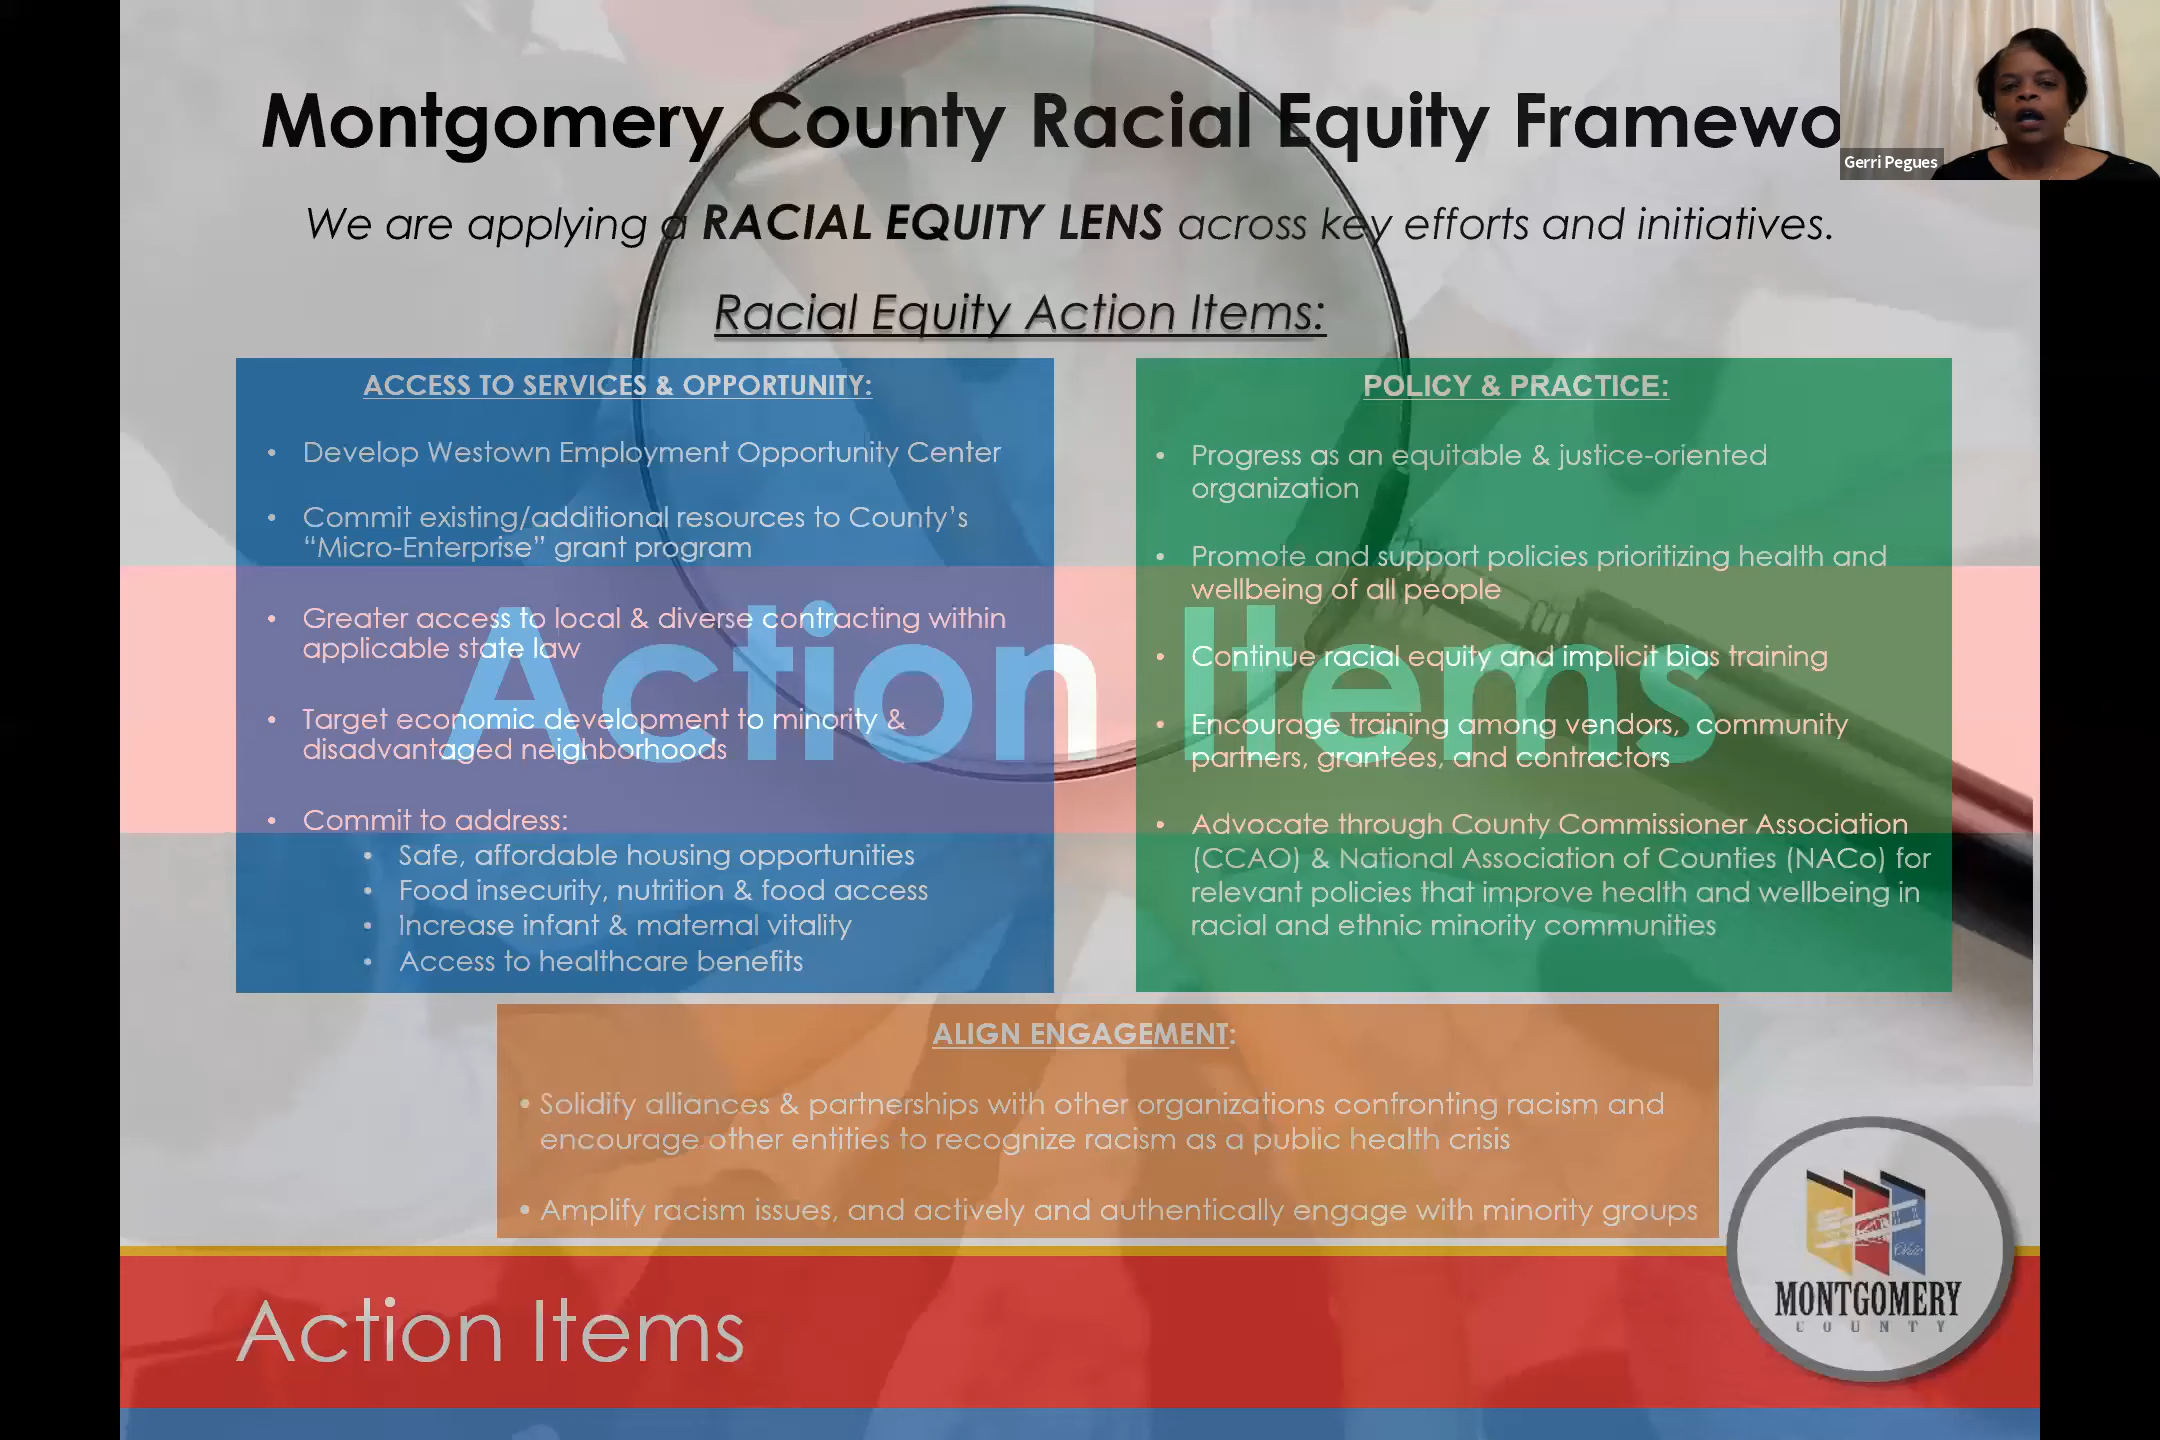 Montgomery County Racial Equity Framewo
Gerri Pegues
We are applying a RACIAL EQUITY LENS across key efforts and initiatives.
Racial Equity Action Items:
ACCESS TO SERVICES & OPPORTUNITY:
• Develop Westown Employment Opportunity Center
• Commit existing/additional resources to County’s
“Micro-Enterprise” grant program
• Greater access to local & diverse contracting within
applicable state law
• Target economic development to minority &
disadvantaged neighborhoods
• Commit to address:
• Safe, affordable housing opportunities
• Food insecurity, nutrition & food access
• Increase infant & maternal vitality
• Access to healthcare benefits
POLICY & PRACTICE:
• Progress as an equitable & justice-oriented
organization
• Promote and support policies prioritizing health and
wellbeing of all people
• Continue racial equity and implicit bias training
• Encourage training among vendors, community
partners, grantees, and contractors
• Advocate through County Commissioner Association
(CCAO) & National Association of Counties (NACo) for
relevant policies that improve health and wellbeing in
racial and ethnic minority communities
Action Items
ALIGN ENGAGEMENT:
• Solidify alliances & partnerships with other organizations confronting racism and
encourage other entities to recognize racism as a public health crisis
• Amplify racism issues, and actively and authentically engage with minority groups
Action Items
Ohio
MONTGOMERY
COUNTY